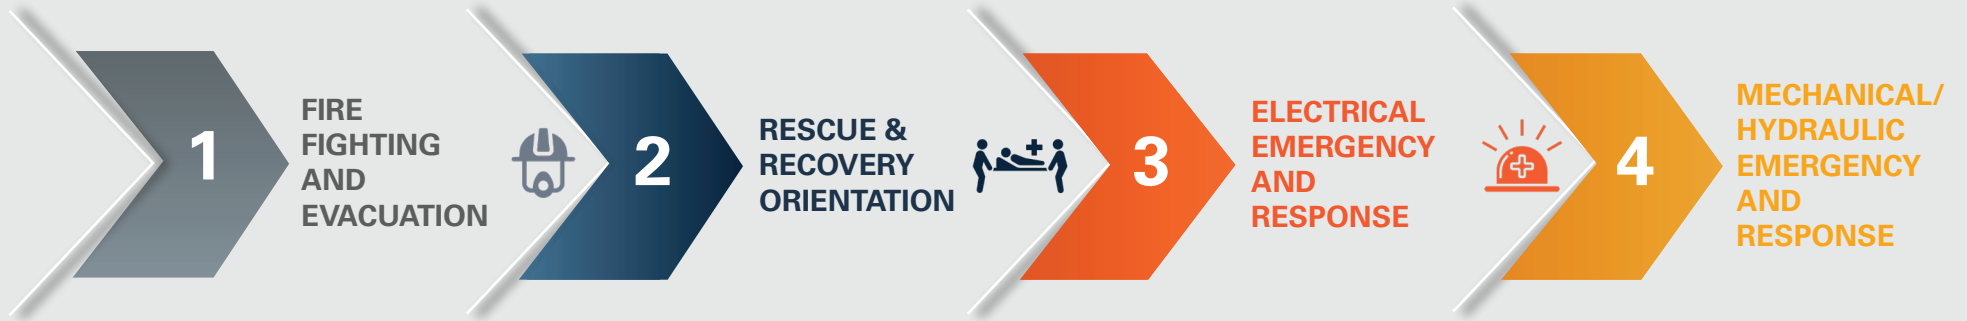 1
FIRE
FIGHTING
AND
EVACUATION
2
RESCUE &
RECOVERY
ORIENTATION
3
ELECTRICAL
EMERGENCY
AND
RESPONSE
4
MECHANICAL/
HYDRAULIC
EMERGENCY
AND
RESPONSE